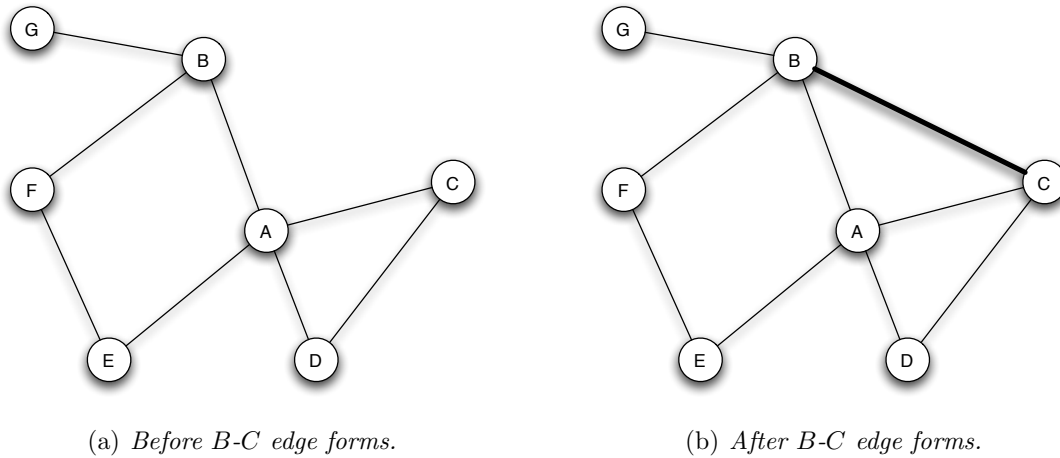 G
B
C
F
A
E
D
G
B
C
F
A
E
D
(a) Before B-C edge forms.
(b) After B-C edge forms.